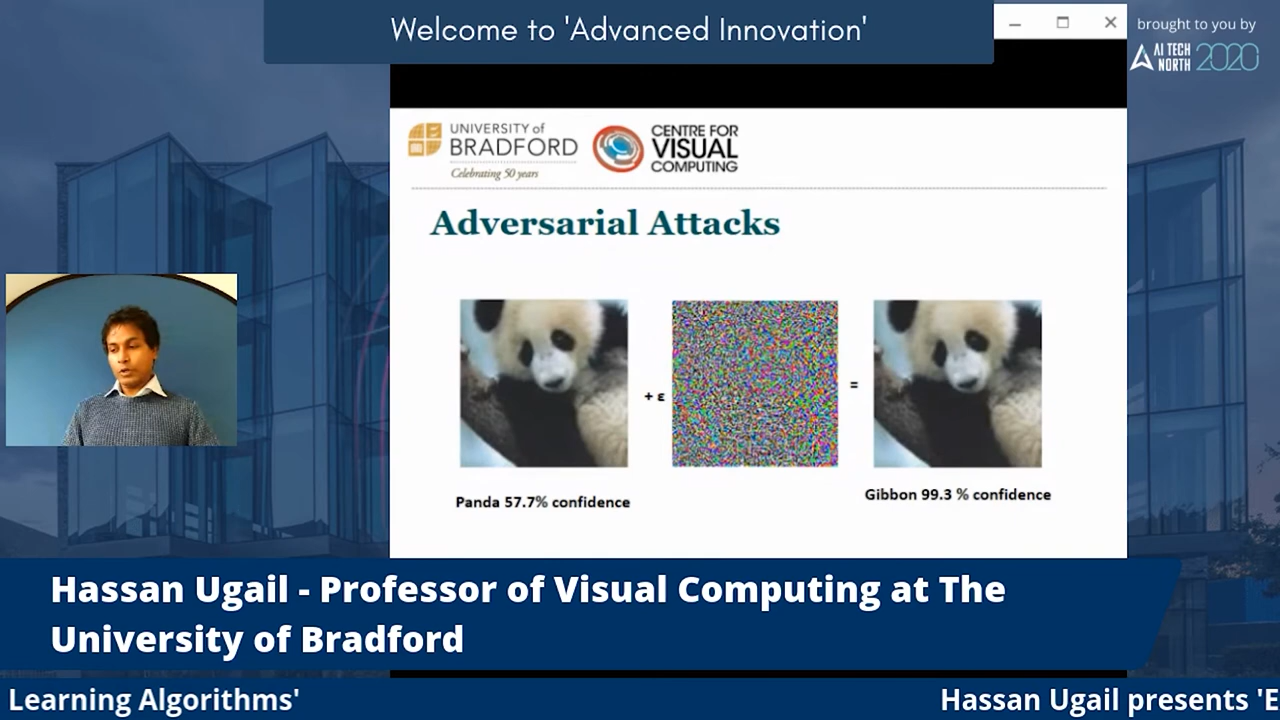 Welcome to 'Advanced Innovation'
brought to you by
AI TECH
NORTH 2020
UNIVERSITY of
BRADFORD
Celebrating 50 years
CENTRE FOR
VISUAL
COMPUTING
Adversarial Attacks
+ ε
=
Panda 57.7% confidence
Gibbon 99.3 % confidence
Hassan Ugail - Professor of Visual Computing at The
University of Bradford
Learning Algorithms'
Hassan Ugail presents 'E